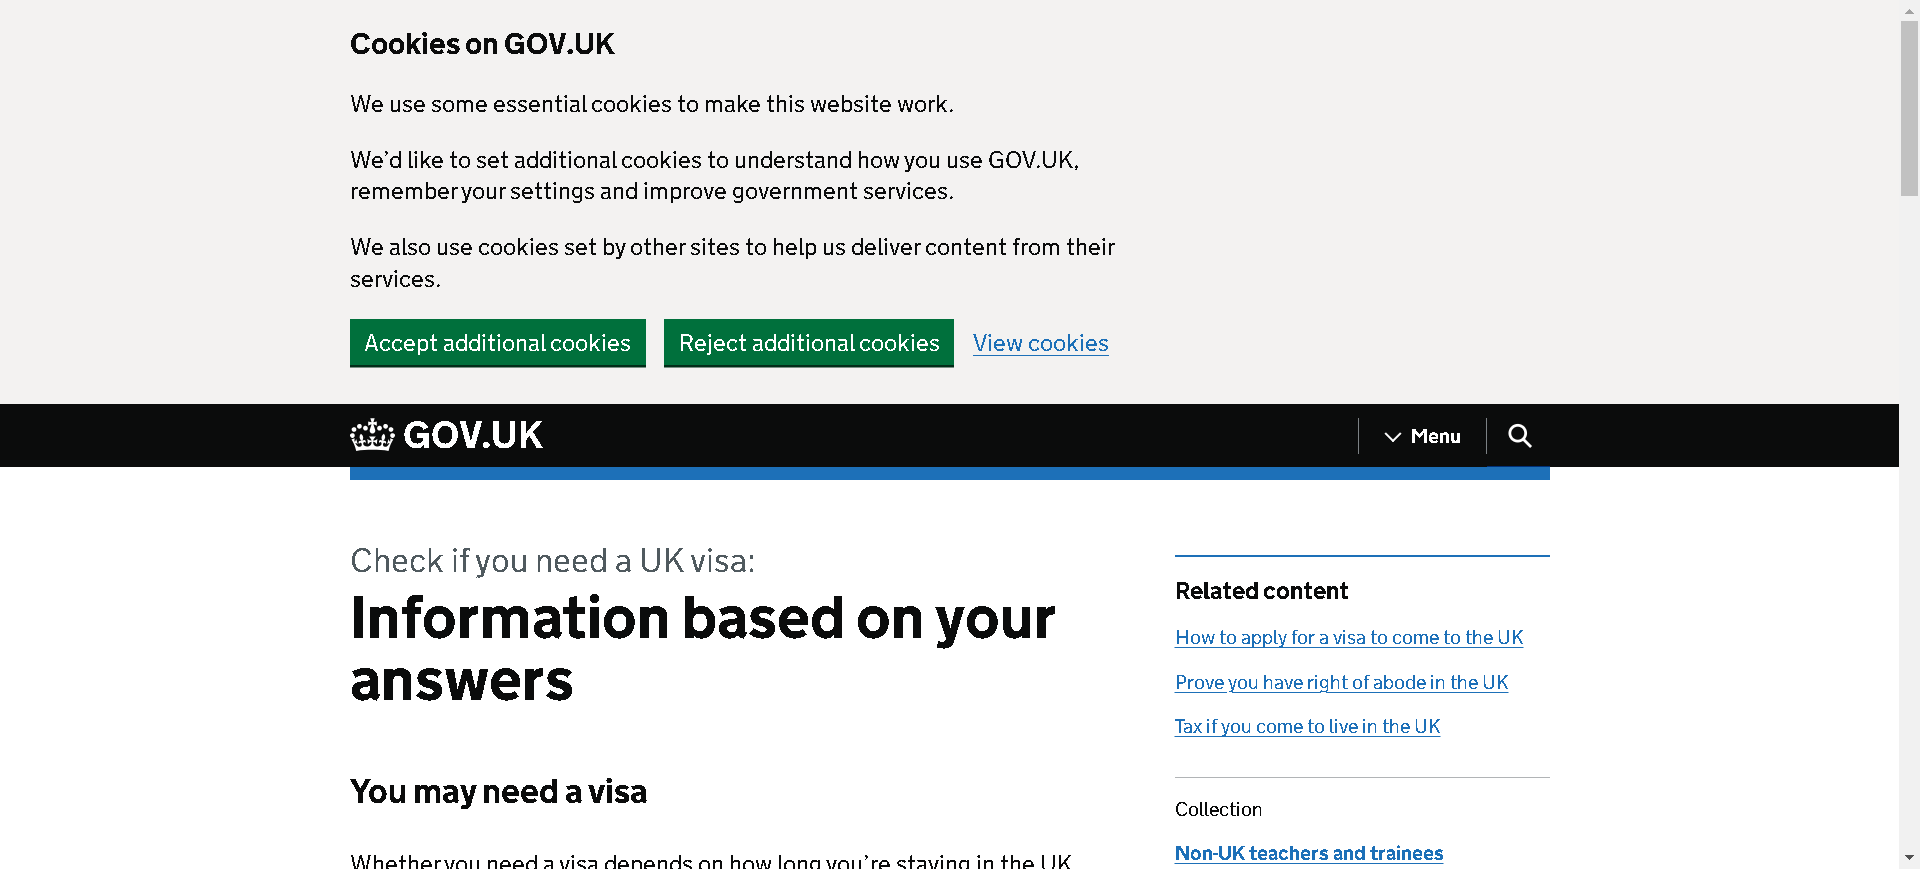 Cookies on GOV.UK
We use some essential cookies to make this website work.
We’d like to set additional cookies to understand how you use GOV.UK,
remember your settings and improve government services.
We also use cookies set by other sites to help us deliver content from their
services.
Accept additional cookies
Reject additional cookies
View cookies
GOV.UK
Menu
Check if you need a UK visa:
Information based on your
answers
You may need a visa
Whether you need a visa depends on how long you’re staying in the UK
Related content
How to apply for a visa to come to the UK
Prove you have right of abode in the UK
Tax if you come to live in the UK
Collection
Non-UK teachers and trainees